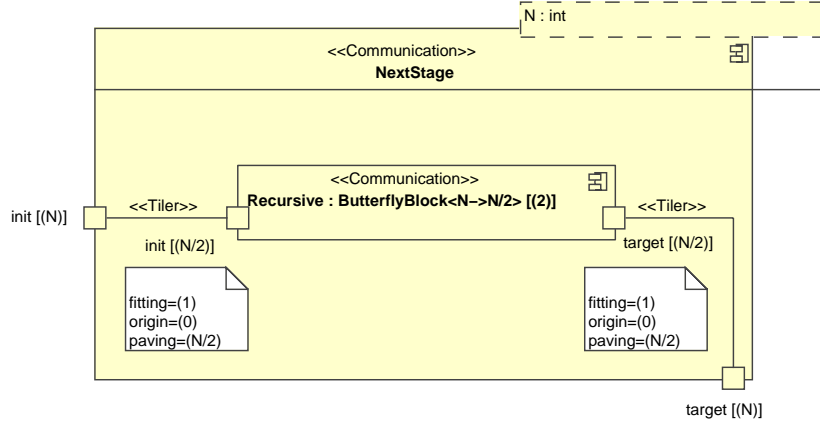 N : int
<<Communication>>
NextStage
<<Communication>>
Recursive : ButterflyBlock<N−>N/2> [(2)]
<<Tiler>>
<<Tiler>>
init [(N)]
init [(N/2)]
target [(N/2)]
fitting=(1)
origin=(0)
paving=(N/2)
fitting=(1)
origin=(0)
paving=(N/2)
target [(N)]